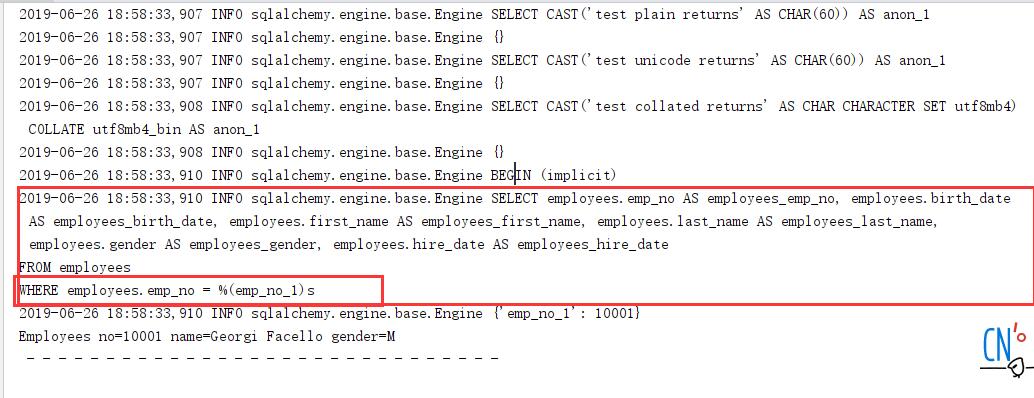 2019-06-26 18:58:33,907 INFO sqlalchemy.engine.base.Engine SELECT CAST('test plain returns' AS CHAR(60)) AS anon_1
2019-06-26 18:58:33,907 INFO sqlalchemy.engine.base.Engine {}
2019-06-26 18:58:33,907 INFO sqlalchemy.engine.base.Engine SELECT CAST('test unicode returns' AS CHAR(60)) AS anon_1
2019-06-26 18:58:33,907 INFO sqlalchemy.engine.base.Engine {}
2019-06-26 18:58:33,908 INFO sqlalchemy.engine.base.Engine SELECT CAST('test collated returns' AS CHAR CHARACTER SET utf8mb4)
COLLATE utf8mb4_bin AS anon_1
2019-06-26 18:58:33,908 INFO sqlalchemy.engine.base.Engine {}
2019-06-26 18:58:33,910 INFO sqlalchemy.engine.base.Engine BEGIN (implicit)
2019-06-26 18:58:33,910 INFO sqlalchemy.engine.base.Engine SELECT employees.emp_no AS employees_emp_no, employees.birth_date
AS employees_birth_date, employees.first_name AS employees_first_name, employees.last_name AS employees_last_name,
employees.gender AS employees_gender, employees.hire_date AS employees_hire_date
FROM employees
WHERE employees.emp_no = %(emp_no_1)s
2019-06-26 18:58:33,910 INFO sqlalchemy.engine.base.Engine {'emp_no_1': 10001}
Employees no=10001 name=Georgi Facello gender=M
- - - - - - - - - - - - - - - - - - - - - - - - - - - - - -
CN